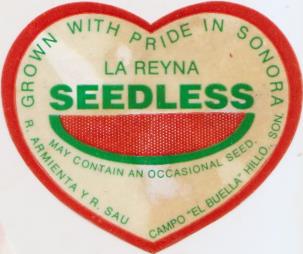 GROWN WITH PRIDE IN SONORA
LA REYNA
SEEDLESS
MAY CONTAIN AN OCCASIONAL SEED.
R. ARMIENTA Y R. SAU
CAMPO "EL BUELLA" HILLO., SON.